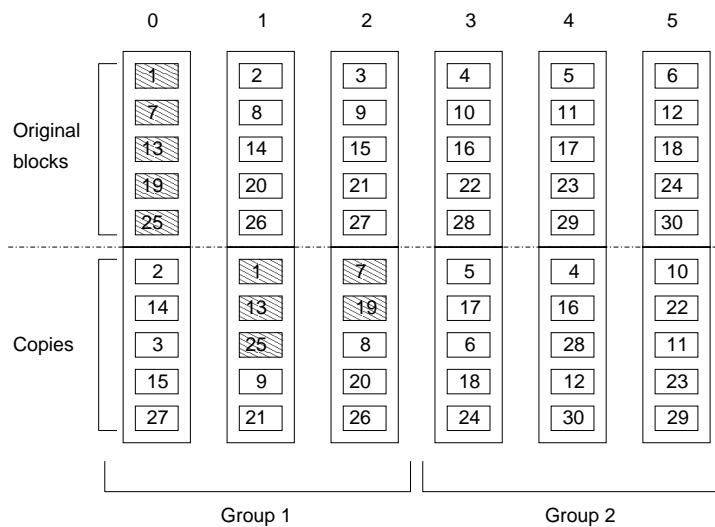 0 1 2 3 4 5
1 2 3 4 5 6
7 8 9 10 11 12
Original
blocks
13 14 15 16 17 18
19 20 21 22 23 24
25 26 27 28 29 30
2 1 7 5 4 10
14 13 19 17 16 22
Copies
3 25 8 6 28 11
15 9 20 18 12 23
27 21 26 24 30 29
Group 1 Group 2